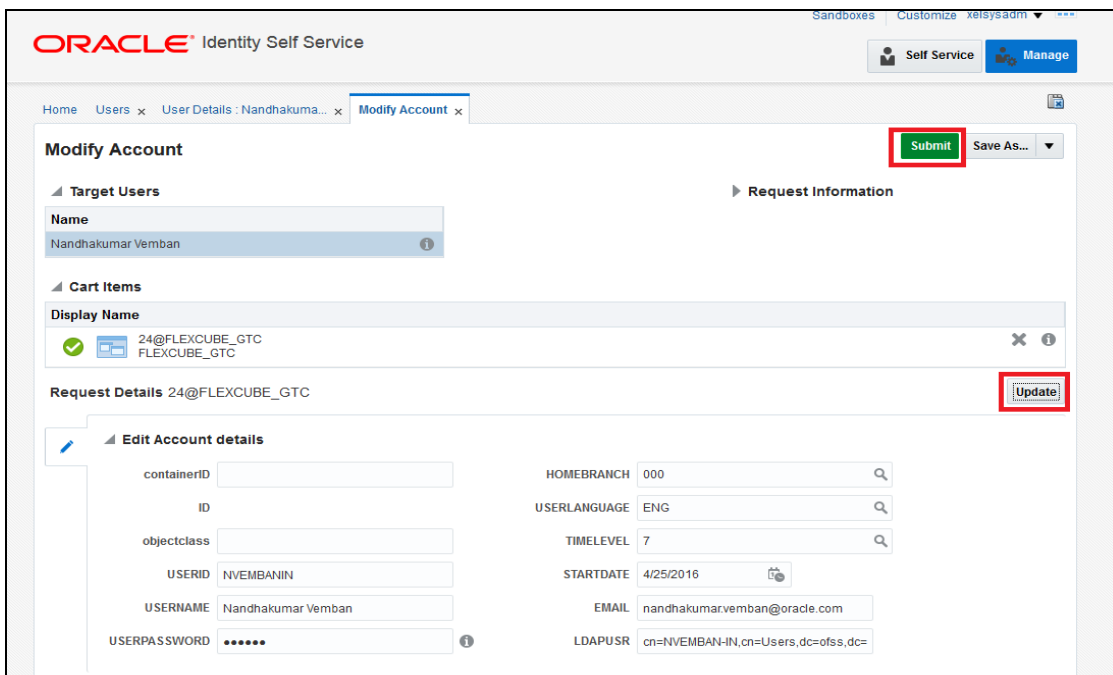 Sandboxes Customize xelsysadm
ORACLE Identity Self Service
Self Service Manage
Home Users x User Details : Nandhakuma... x Modify Account x
Modify Account
Submit Save As...
Target Users
Request Information
Name
Nandhakumar Vemban
Cart Items
Display Name
24@FLEXCUBE_GTC
FLEXCUBE_GTC
Request Details 24@FLEXCUBE_GTC
Update
Edit Account details
containerID
HOMEBRANCH 000
ID
USERLANGUAGE ENG
objectclass
TIMELEVEL 7
USERID NVEMBANIN
STARTDATE 4/25/2016
USERNAME Nandhakumar Vemban
EMAIL nandhakumar.vemban@oracle.com
USERPASSWORD ●●●●●●
LDAPUSR cn=NVEMBAN-IN,cn=Users,dc=ofss,dc=